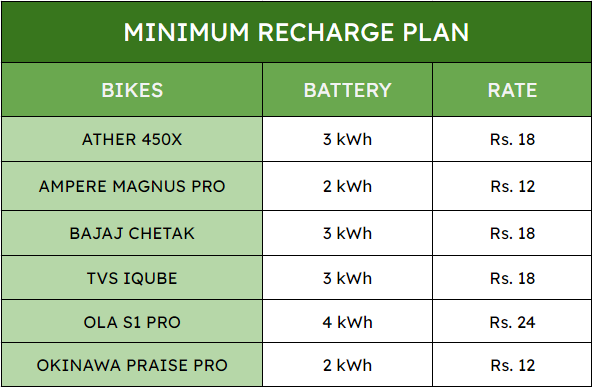 MINIMUM RECHARGE PLAN
BIKES BATTERY RATE
ATHER 450X 3 kWh Rs. 18
AMPERE MAGNUS PRO 2 kWh Rs. 12
BAJAJ CHETAK 3 kWh Rs. 18
TVS IQUBE 3 kWh Rs. 18
OLA S1 PRO 4 kWh Rs. 24
OKINAWA PRAISE PRO 2 kWh Rs. 12